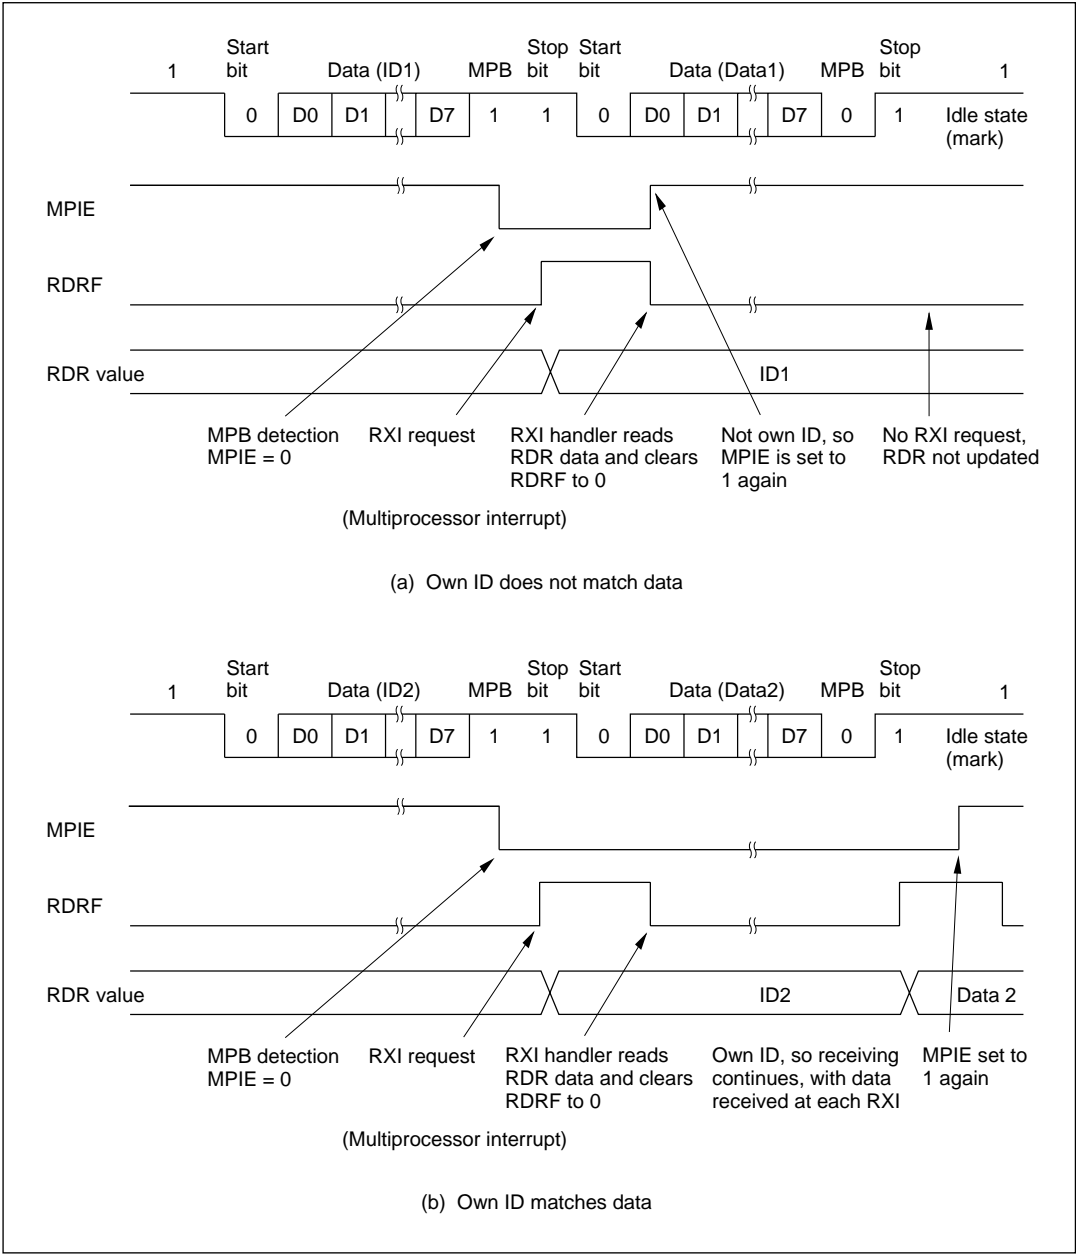 Start Stop Start Stop
1 bit Data (ID1) MPB bit bit Data (Data1) MPB bit 1
0 D0 D1 D7 1 1 0 D0 D1 D7 0 1 Idle state
(mark)
MPIE
RDRF
RDR value ID1
MPB detection RXI request RXI handler reads Not own ID, so No RXI request,
MPIE = 0 RDR data and clears MPIE is set to RDR not updated
RDRF to 0 1 again
(Multiprocessor interrupt)
(a) Own ID does not match data
Start Stop Start Stop
1 bit Data (ID2) MPB bit bit Data (Data2) MPB bit 1
0 D0 D1 D7 1 1 0 D0 D1 D7 0 1 Idle state
(mark)
MPIE
RDRF
RDR value ID2 Data 2
MPB detection RXI request RXI handler reads Own ID, so receiving MPIE set to
MPIE = 0 RDR data and clears continues, with data 1 again
RDRF to 0 received at each RXI
(Multiprocessor interrupt)
(b) Own ID matches data